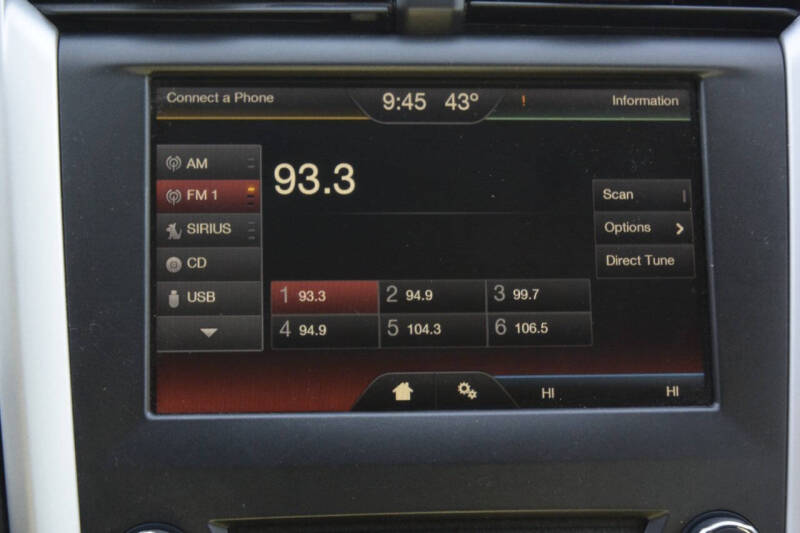 Connect a Phone 9:45 43° ! Information
AM
FM 1
SIRIUS
CD
USB
93.3
Scan
Options
Direct Tune
1 93.3 2 94.9 3 99.7
4 94.9 5 104.3 6 106.5
HI HI